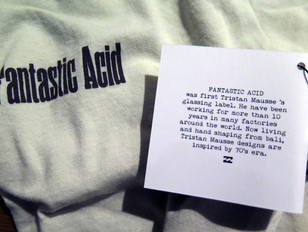 Fantastic Acid
FANTASTIC ACID
was first Tristan Mausse 's
glassing label. He have been
working for more than 10
years in many factories
around the world. Now living
and hand shaping from bali,
Tristan Mausse designs are
inspired by 70's era.